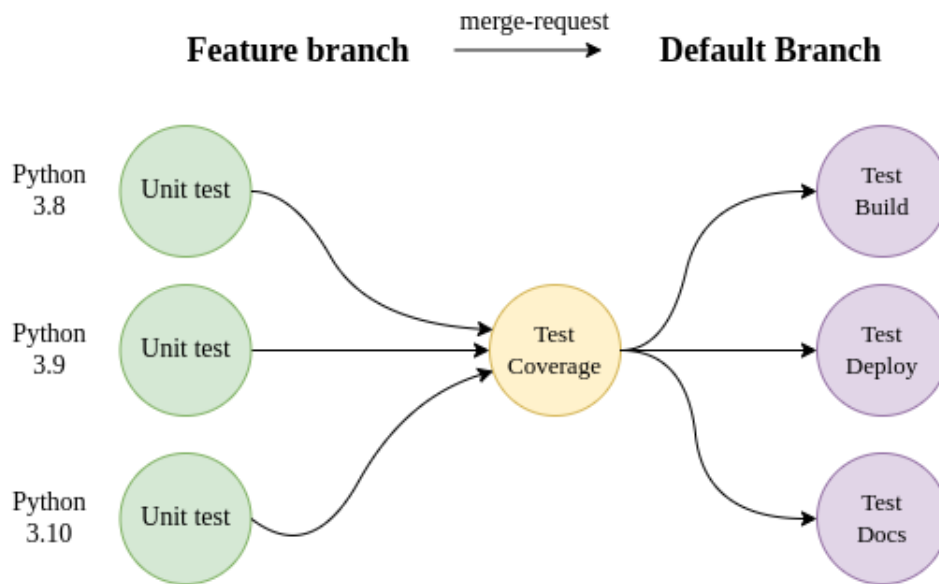 merge-request
Feature branch
Default Branch
Python
3.8
Unit test
Test
Build
Python
3.9
Unit test
Test
Coverage
Test
Deploy
Python
3.10
Unit test
Test
Docs